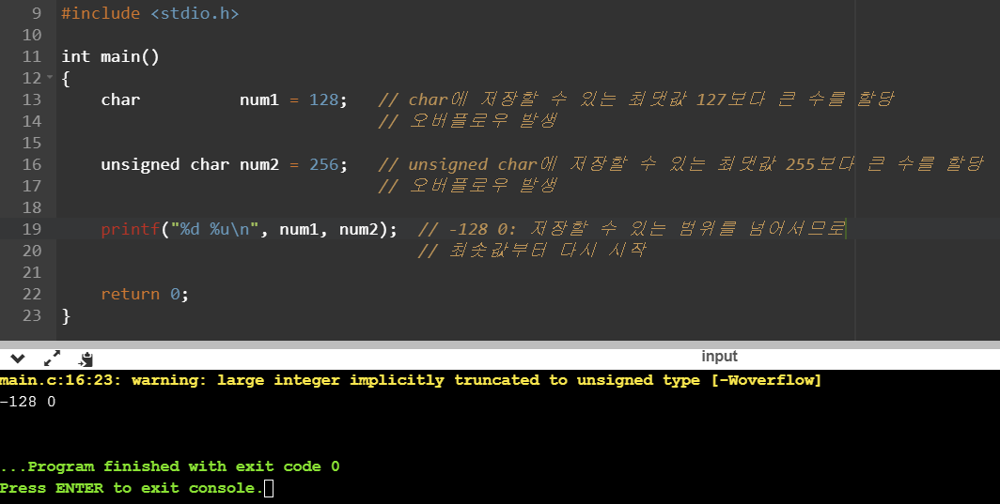 9 #include <stdio.h>
10
11 int main()
12 {
13 char num1 = 128; // char에 저장할 수 있는 최댓값 127보다 큰 수를 할당
14 // 오버플로우 발생
15
16 unsigned char num2 = 256; // unsigned char에 저장할 수 있는 최댓값 255보다 큰 수를 할당
17 // 오버플로우 발생
18
19 printf("%d %u\n", num1, num2); // -128 0: 저장할 수 있는 범위를 넘어서므로
20 // 최솟값부터 다시 시작
21
22 return 0;
23 }
input
main.c:16:23: warning: large integer implicitly truncated to unsigned type [-Woverflow]
-128 0
...Program finished with exit code 0
Press ENTER to exit console.